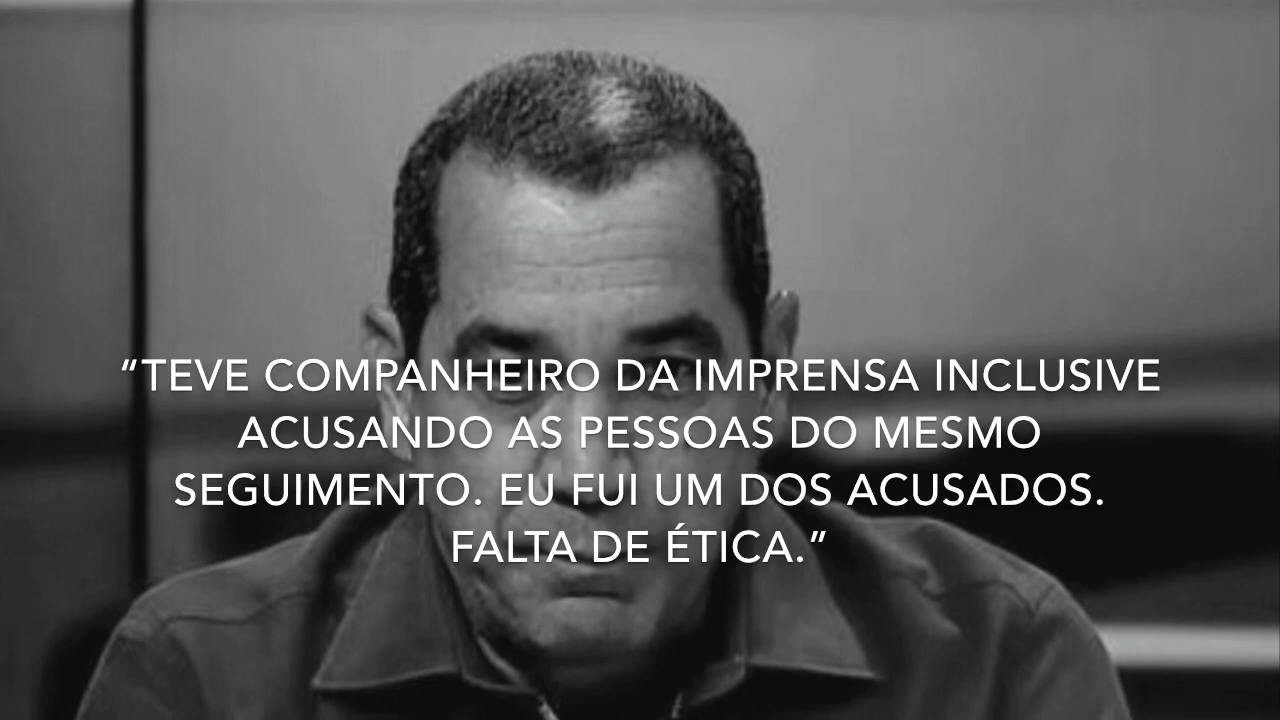 “TEVE COMPANHEIRO DA IMPRENSA INCLUSIVE
ACUSANDO AS PESSOAS DO MESMO
SEGUIMENTO. EU FUI UM DOS ACUSADOS.
FALTA DE ÉTICA.”